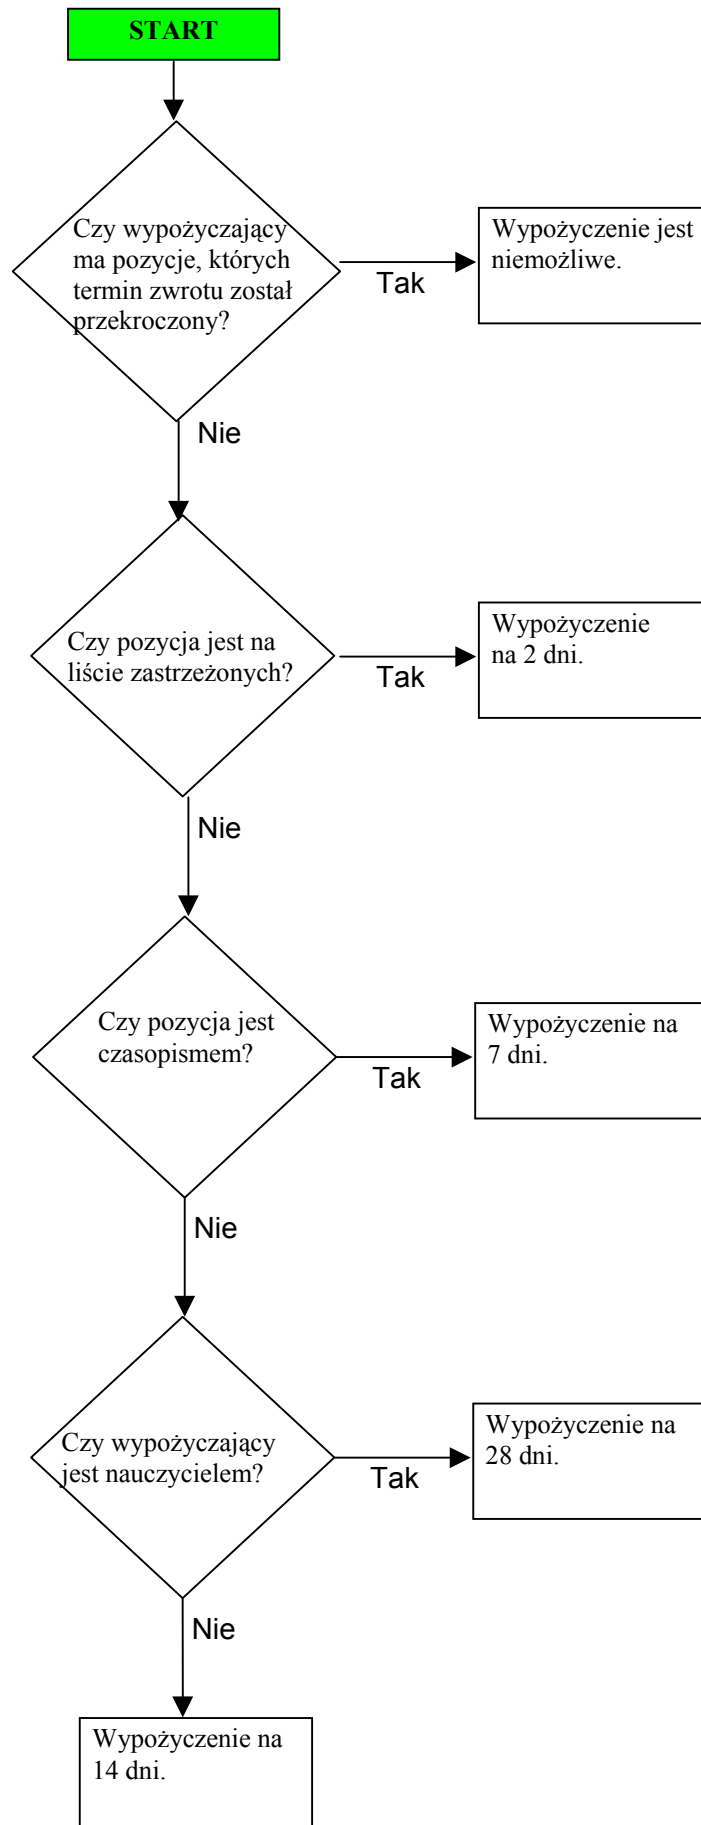 START
Czy wypożyczający
ma pozycje, których
termin zwrotu został
przekroczony?
Tak
Wypożyczenie jest
niemożliwe.
Nie
Czy pozycja jest na
liście zastrzeżonych?
Tak
Wypożyczenie
na 2 dni.
Nie
Czy pozycja jest
czasopismem?
Tak
Wypożyczenie na
7 dni.
Nie
Czy wypożyczający
jest nauczycielem?
Tak
Wypożyczenie na
28 dni.
Nie
Wypożyczenie na
14 dni.